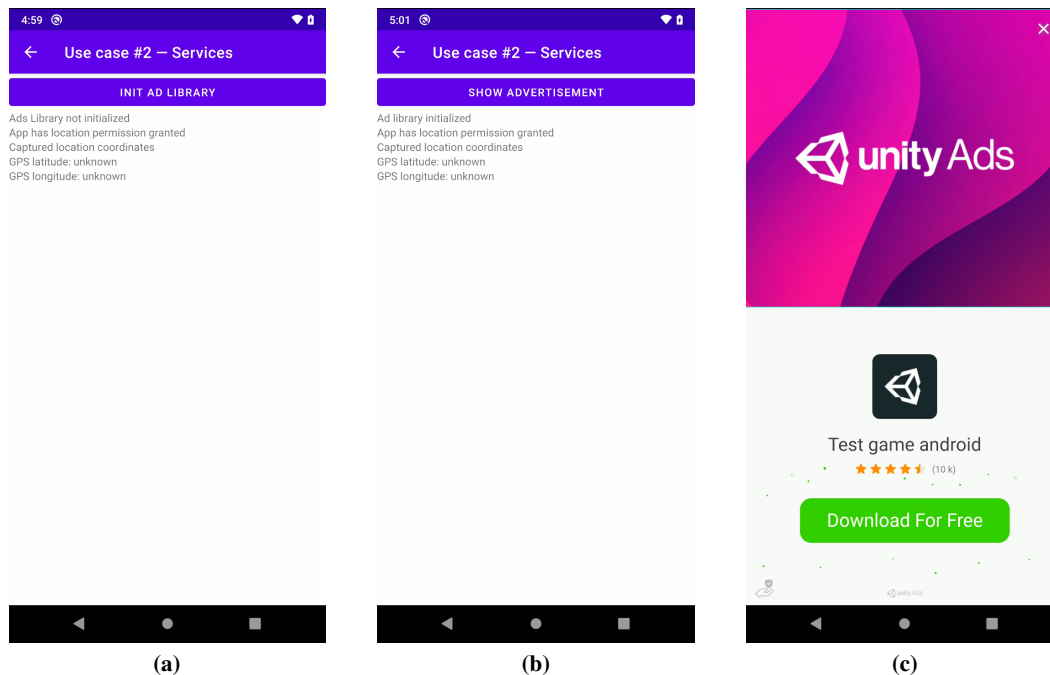 4:59
Use case #2 — Services
INIT AD LIBRARY
Ads Library not initialized
App has location permission granted
Captured location coordinates
GPS latitude: unknown
GPS longitude: unknown
(a)
5:01
Use case #2 — Services
SHOW ADVERTISEMENT
Ad library initialized
App has location permission granted
Captured location coordinates
GPS latitude: unknown
GPS longitude: unknown
(b)
unity Ads
Test game android
(10 k)
Download For Free
unity Ads
(c)